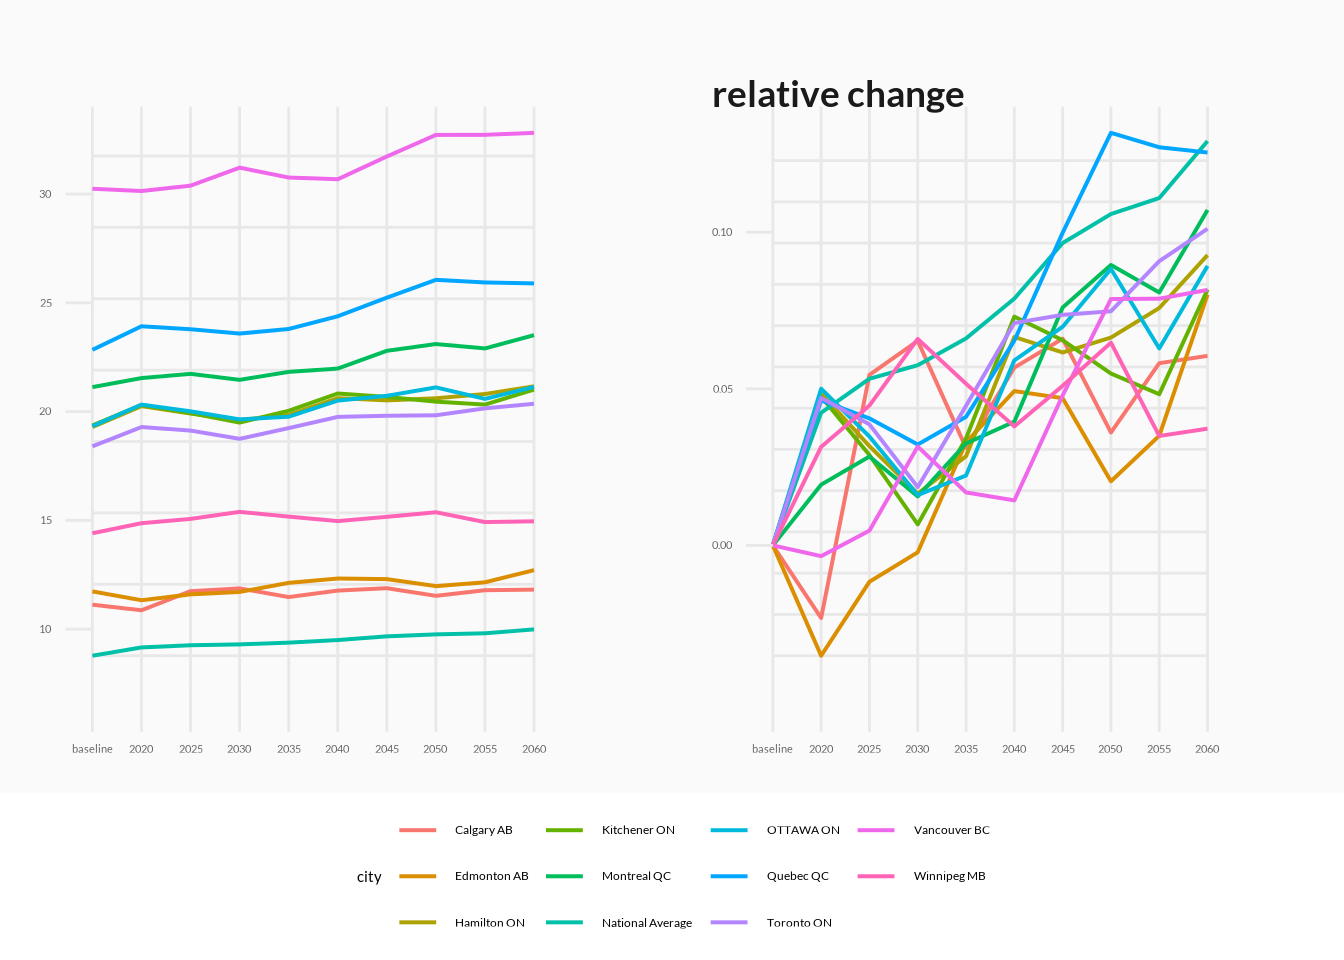 relative change
30
25
20
15
10
baseline 2020 2025 2030 2035 2040 2045 2050 2055 2060
0.10
0.05
0.00
baseline 2020 2025 2030 2035 2040 2045 2050 2055 2060
city
Calgary AB Kitchener ON OTTAWA ON Vancouver BC
Edmonton AB Montreal QC Quebec QC Winnipeg MB
Hamilton ON National Average Toronto ON